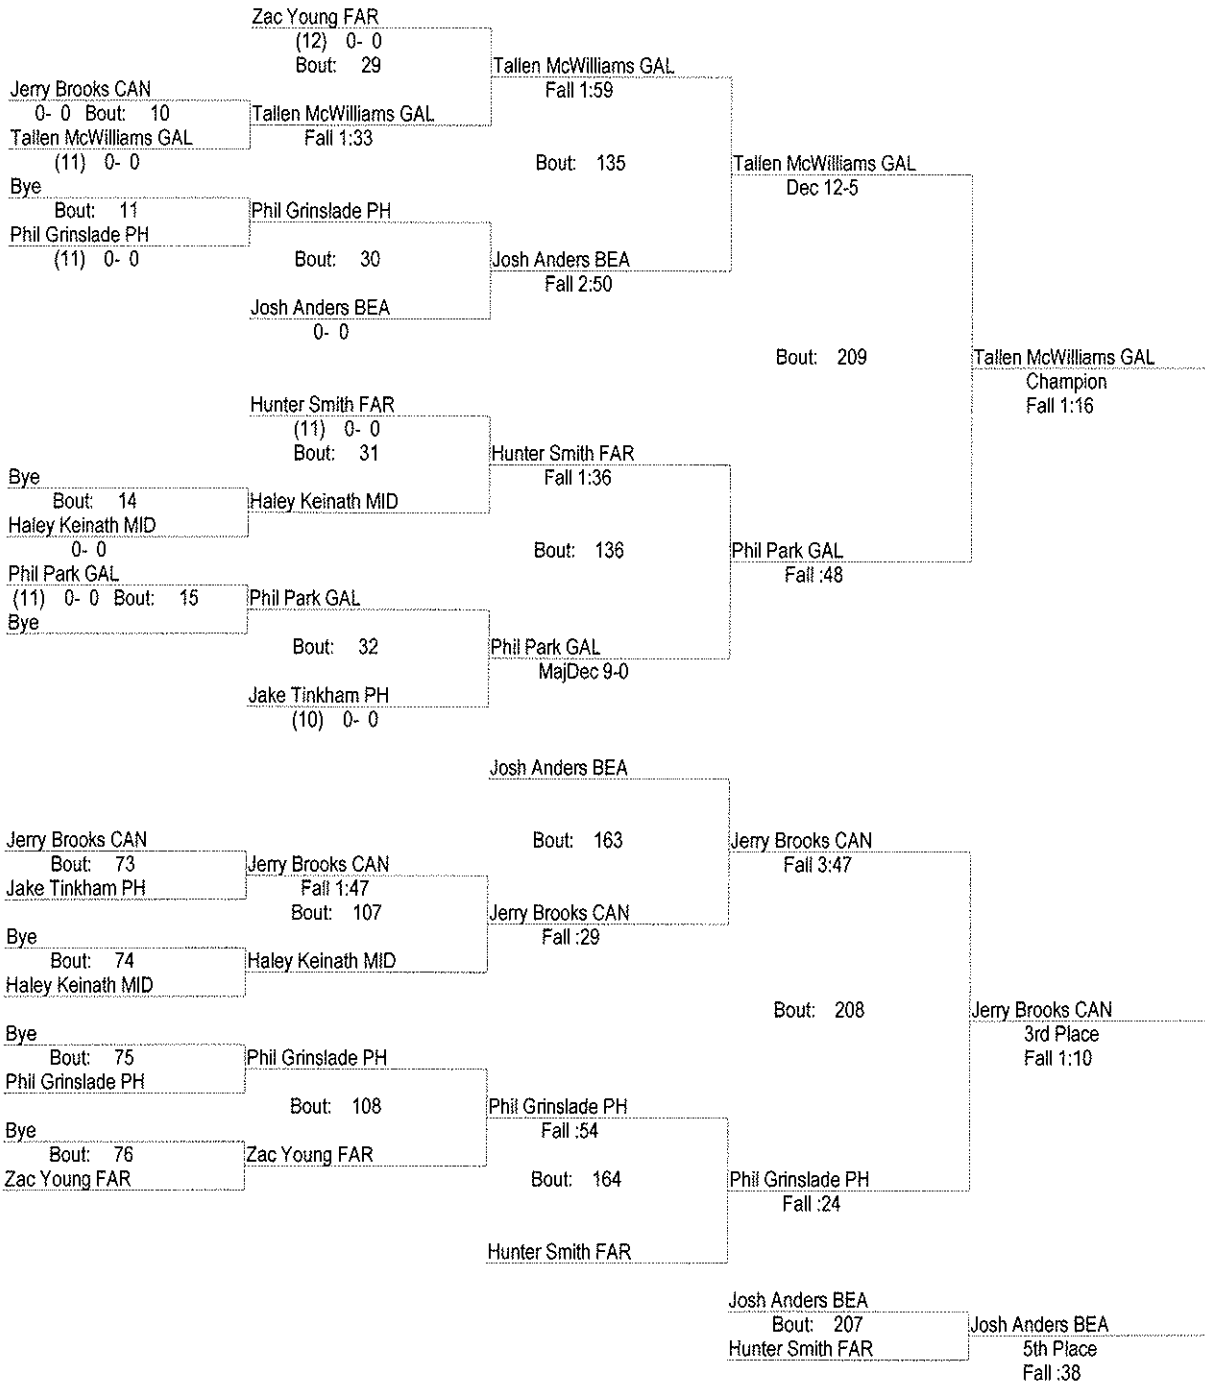 Zac Young FAR
(12) 0- 0
Bout: 29
Tallen McWilliams GAL
Fall 1:59
Jerry Brooks CAN
0- 0 Bout: 10
Tallen McWilliams GAL
Fall 1:33
Tallen McWilliams GAL
(11) 0- 0
Bout: 135
Tallen McWilliams GAL
Dec 12-5
Bye
Bout: 11
Phil Grinslade PH
Phil Grinslade PH
(11) 0- 0
Bout: 30
Josh Anders BEA
Fall 2:50
Josh Anders BEA
0- 0
Bout: 209
Tallen McWilliams GAL
Champion
Fall 1:16
Hunter Smith FAR
(11) 0- 0
Bout: 31
Hunter Smith FAR
Fall 1:36
Bye
Bout: 14
Haley Keinath MID
Haley Keinath MID
0- 0
Bout: 136
Phil Park GAL
Fall :48
Phil Park GAL
(11) 0- 0 Bout: 15
Phil Park GAL
Bye
Bout: 32
Phil Park GAL
MajDec 9-0
Jake Tinkham PH
(10) 0- 0
Josh Anders BEA
Bout: 163
Jerry Brooks CAN
Fall 3:47
Jerry Brooks CAN
Bout: 73
Jerry Brooks CAN
Fall 1:47
Jake Tinkham PH
Bout: 107
Jerry Brooks CAN
Fall :29
Bye
Bout: 74
Haley Keinath MID
Haley Keinath MID
Bout: 208
Jerry Brooks CAN
3rd Place
Fall 1:10
Bye
Bout: 75
Phil Grinslade PH
Phil Grinslade PH
Bout: 108
Phil Grinslade PH
Fall :54
Bye
Bout: 76
Zac Young FAR
Zac Young FAR
Bout: 164
Phil Grinslade PH
Fall :24
Hunter Smith FAR
Josh Anders BEA
Bout: 207
Hunter Smith FAR
Josh Anders BEA
5th Place
Fall :38